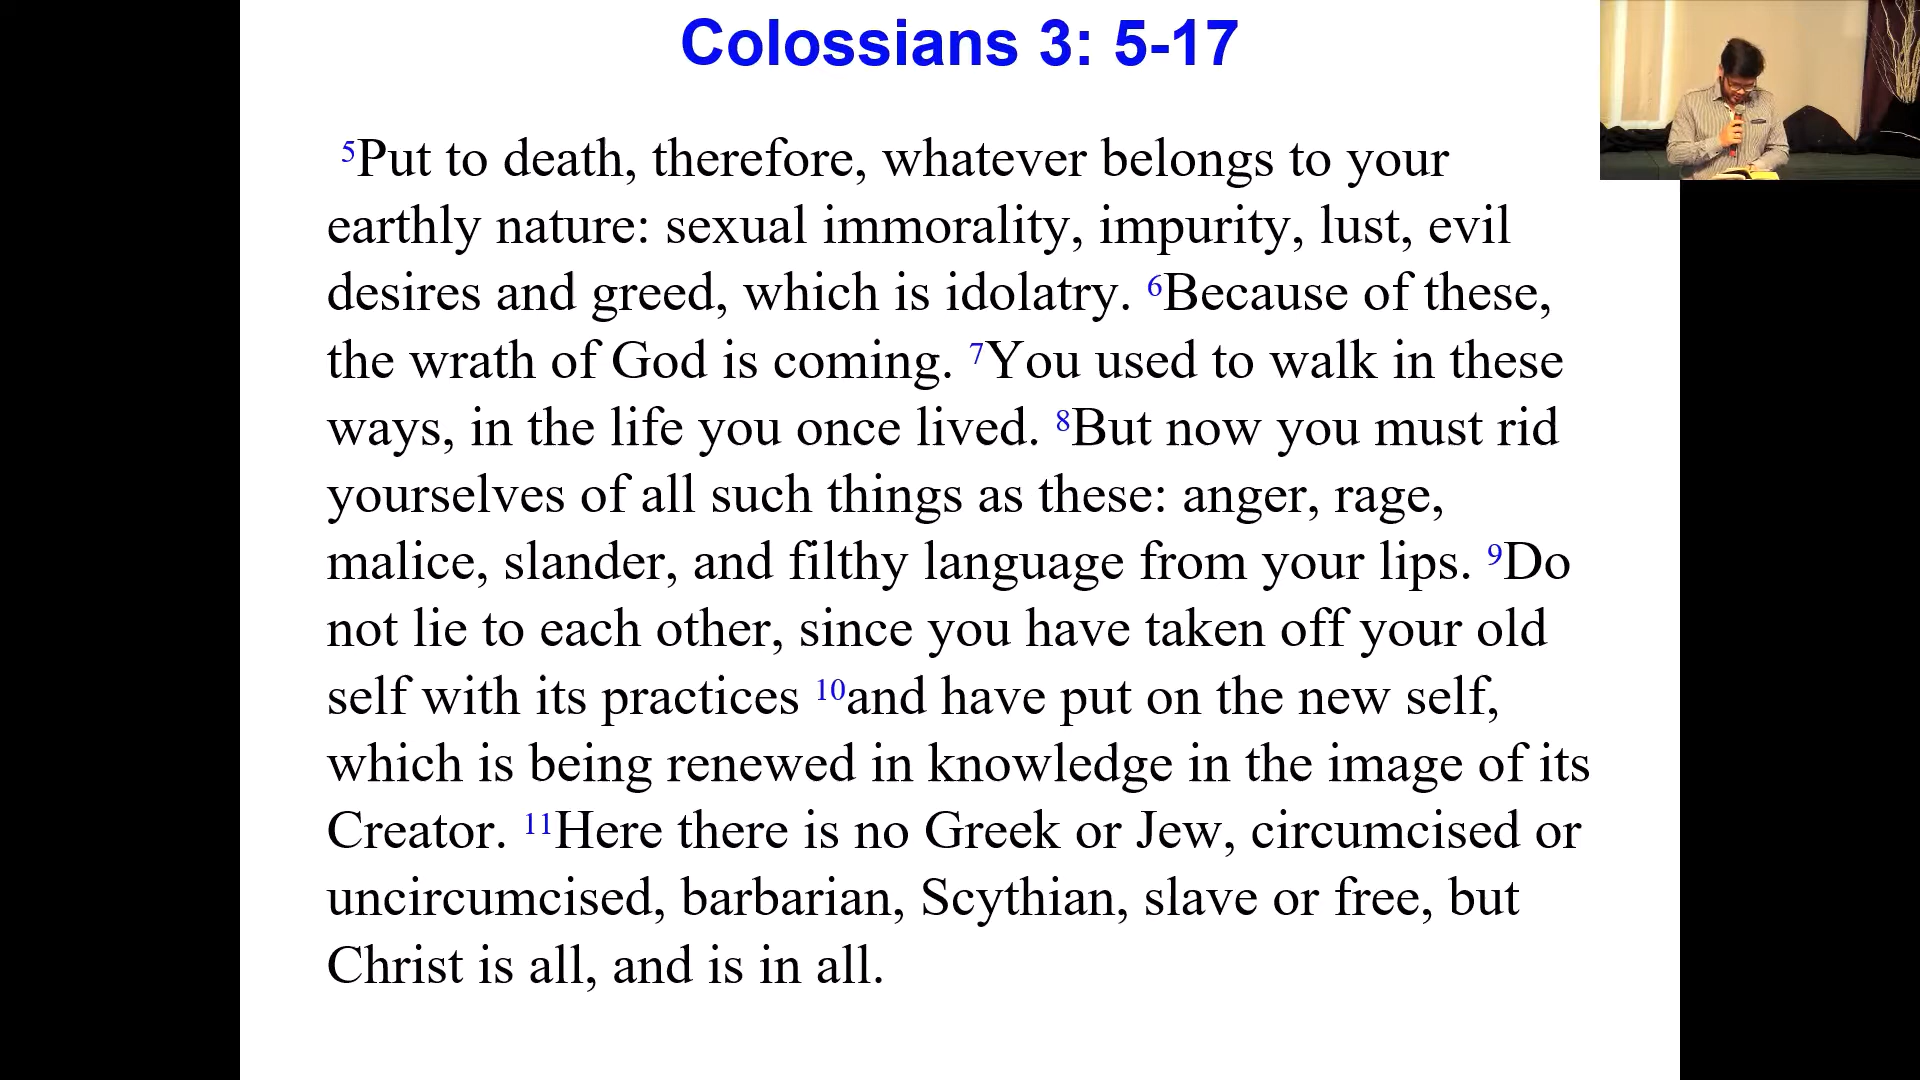 Colossians 3: 5-17
5Put to death, therefore, whatever belongs to your
earthly nature: sexual immorality, impurity, lust, evil
desires and greed, which is idolatry. 6Because of these,
the wrath of God is coming. 7You used to walk in these
ways, in the life you once lived. 8But now you must rid
yourselves of all such things as these: anger, rage,
malice, slander, and filthy language from your lips. 9Do
not lie to each other, since you have taken off your old
self with its practices 10and have put on the new self,
which is being renewed in knowledge in the image of its
Creator. 11Here there is no Greek or Jew, circumcised or
uncircumcised, barbarian, Scythian, slave or free, but
Christ is all, and is in all.